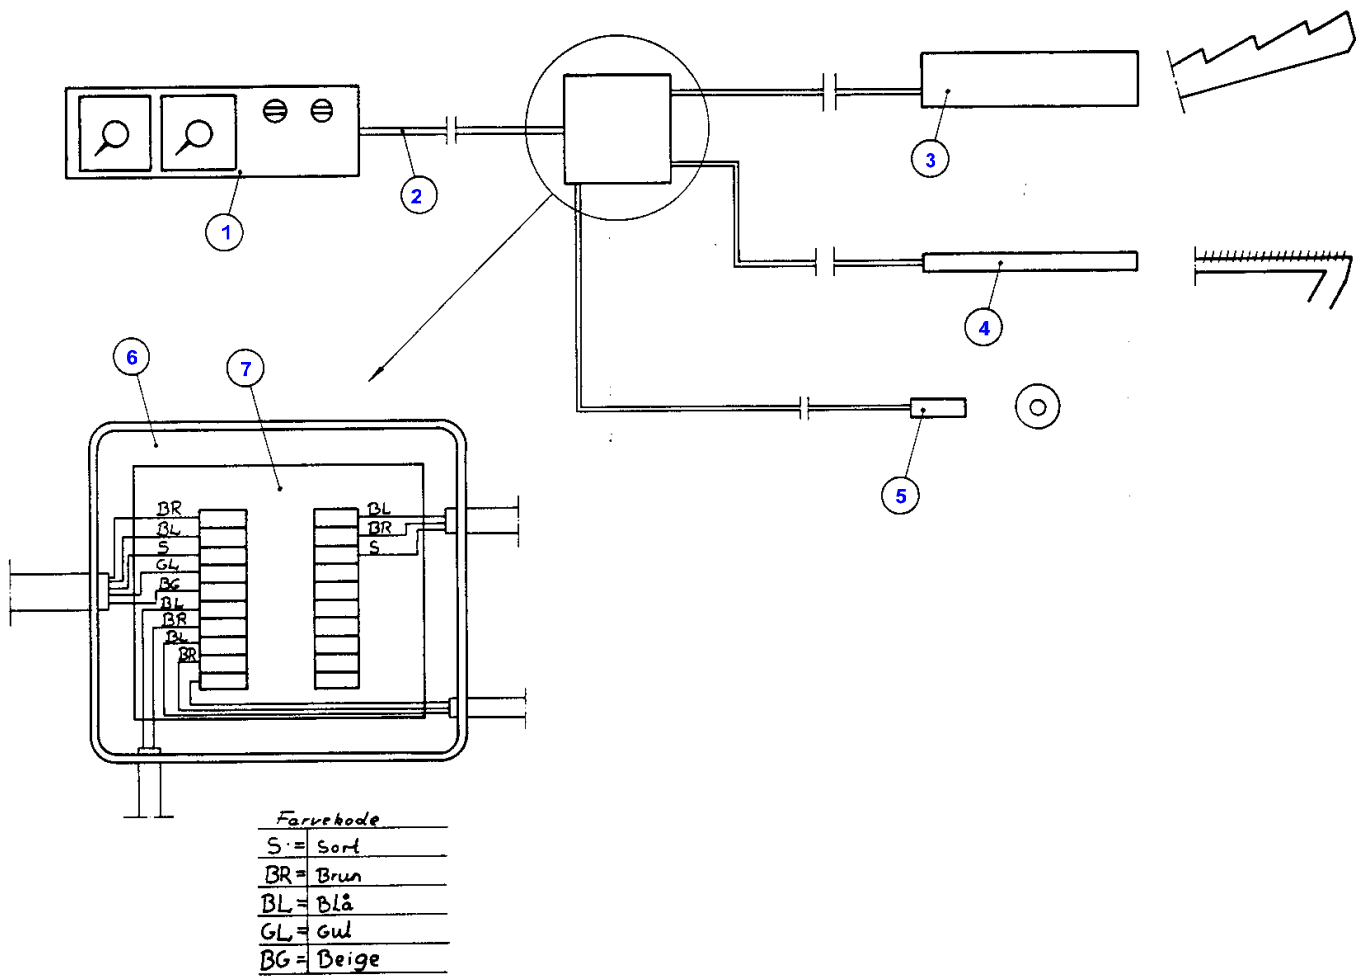 1
2
3
4
5
6
7
BR
BL
S
GL
BG
BL
BR
BL
BR
BL
BR
S
Farvekode
S = Sort
BR = Brun
BL = Blå
GL = Gul
BG = Beige